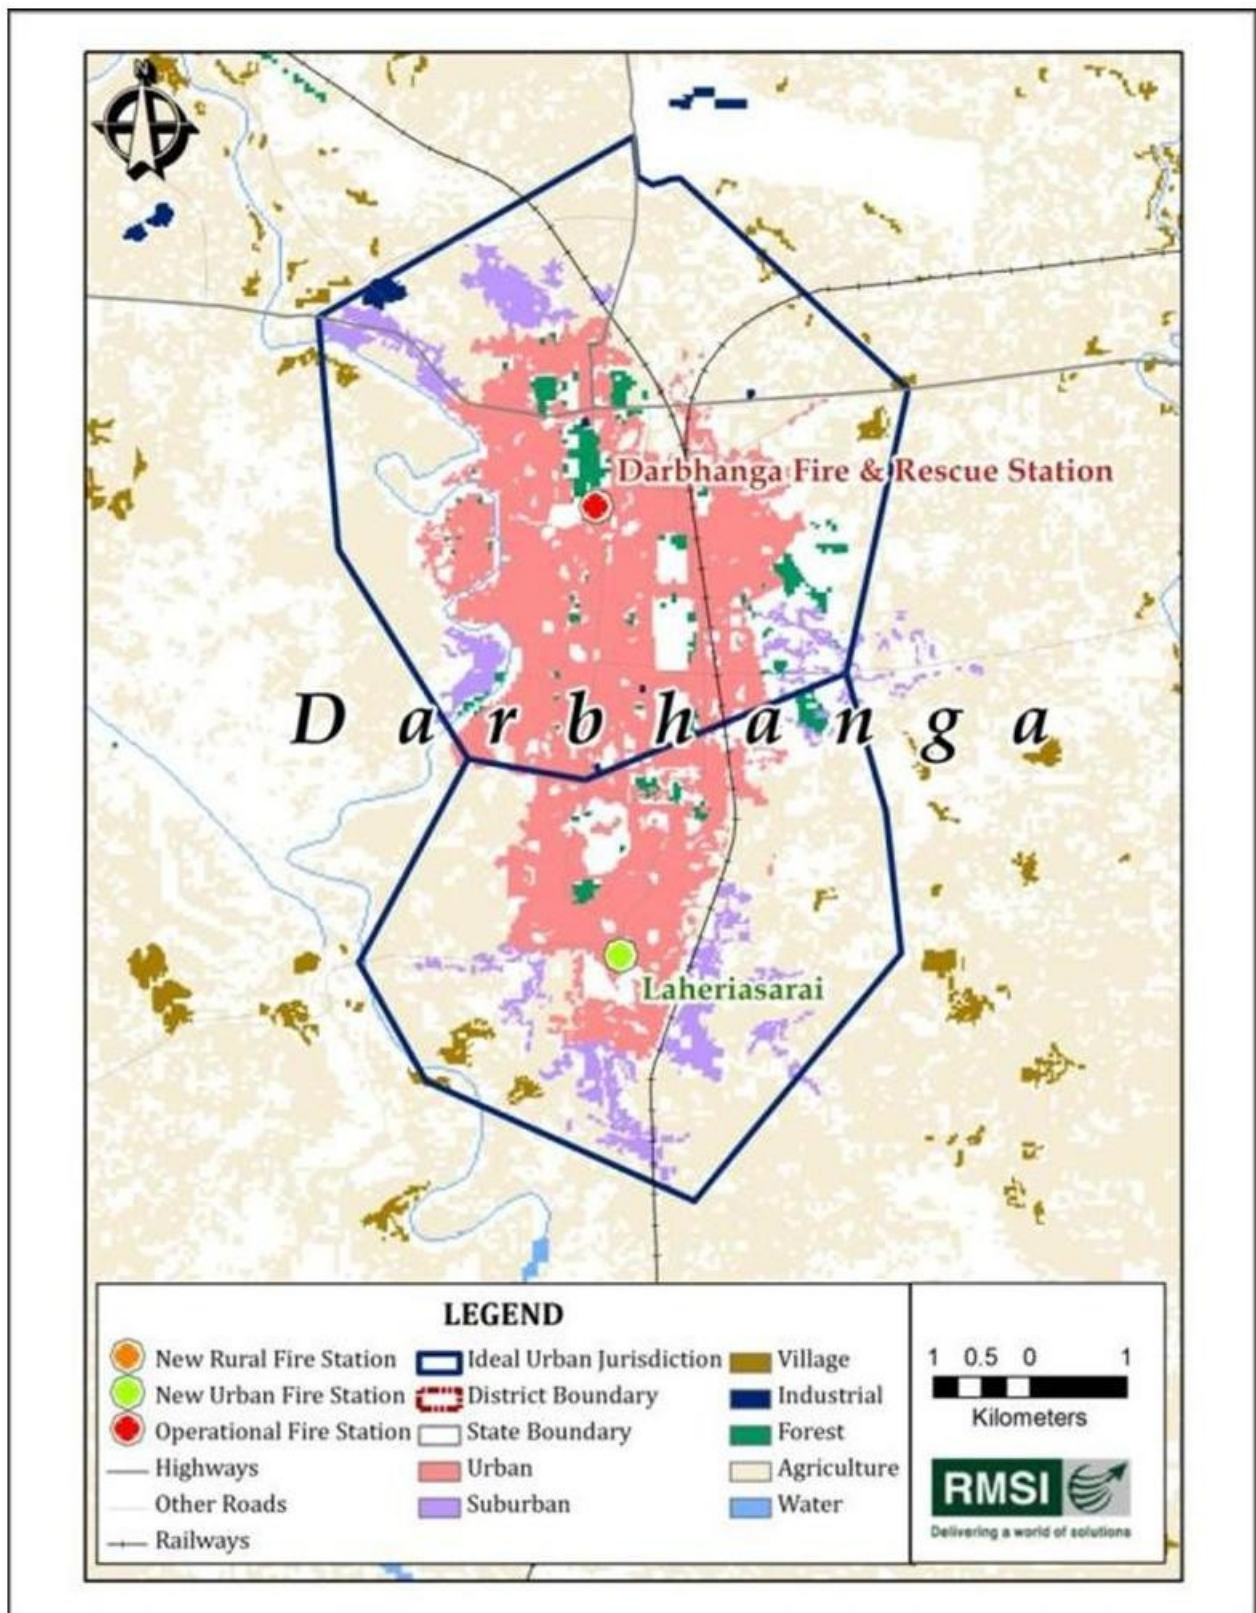 N
Darbhanga Fire & Rescue Station
Darbhanga
Laheriasarai
LEGEND
New Rural Fire Station
New Urban Fire Station
Operational Fire Station
Highways
Other Roads
Railways
Ideal Urban Jurisdiction
District Boundary
State Boundary
Urban
Suburban
Village
Industrial
Forest
Agriculture
Water
1 0.5 0 1
Kilometers
RMSI
Delivering a world of solutions